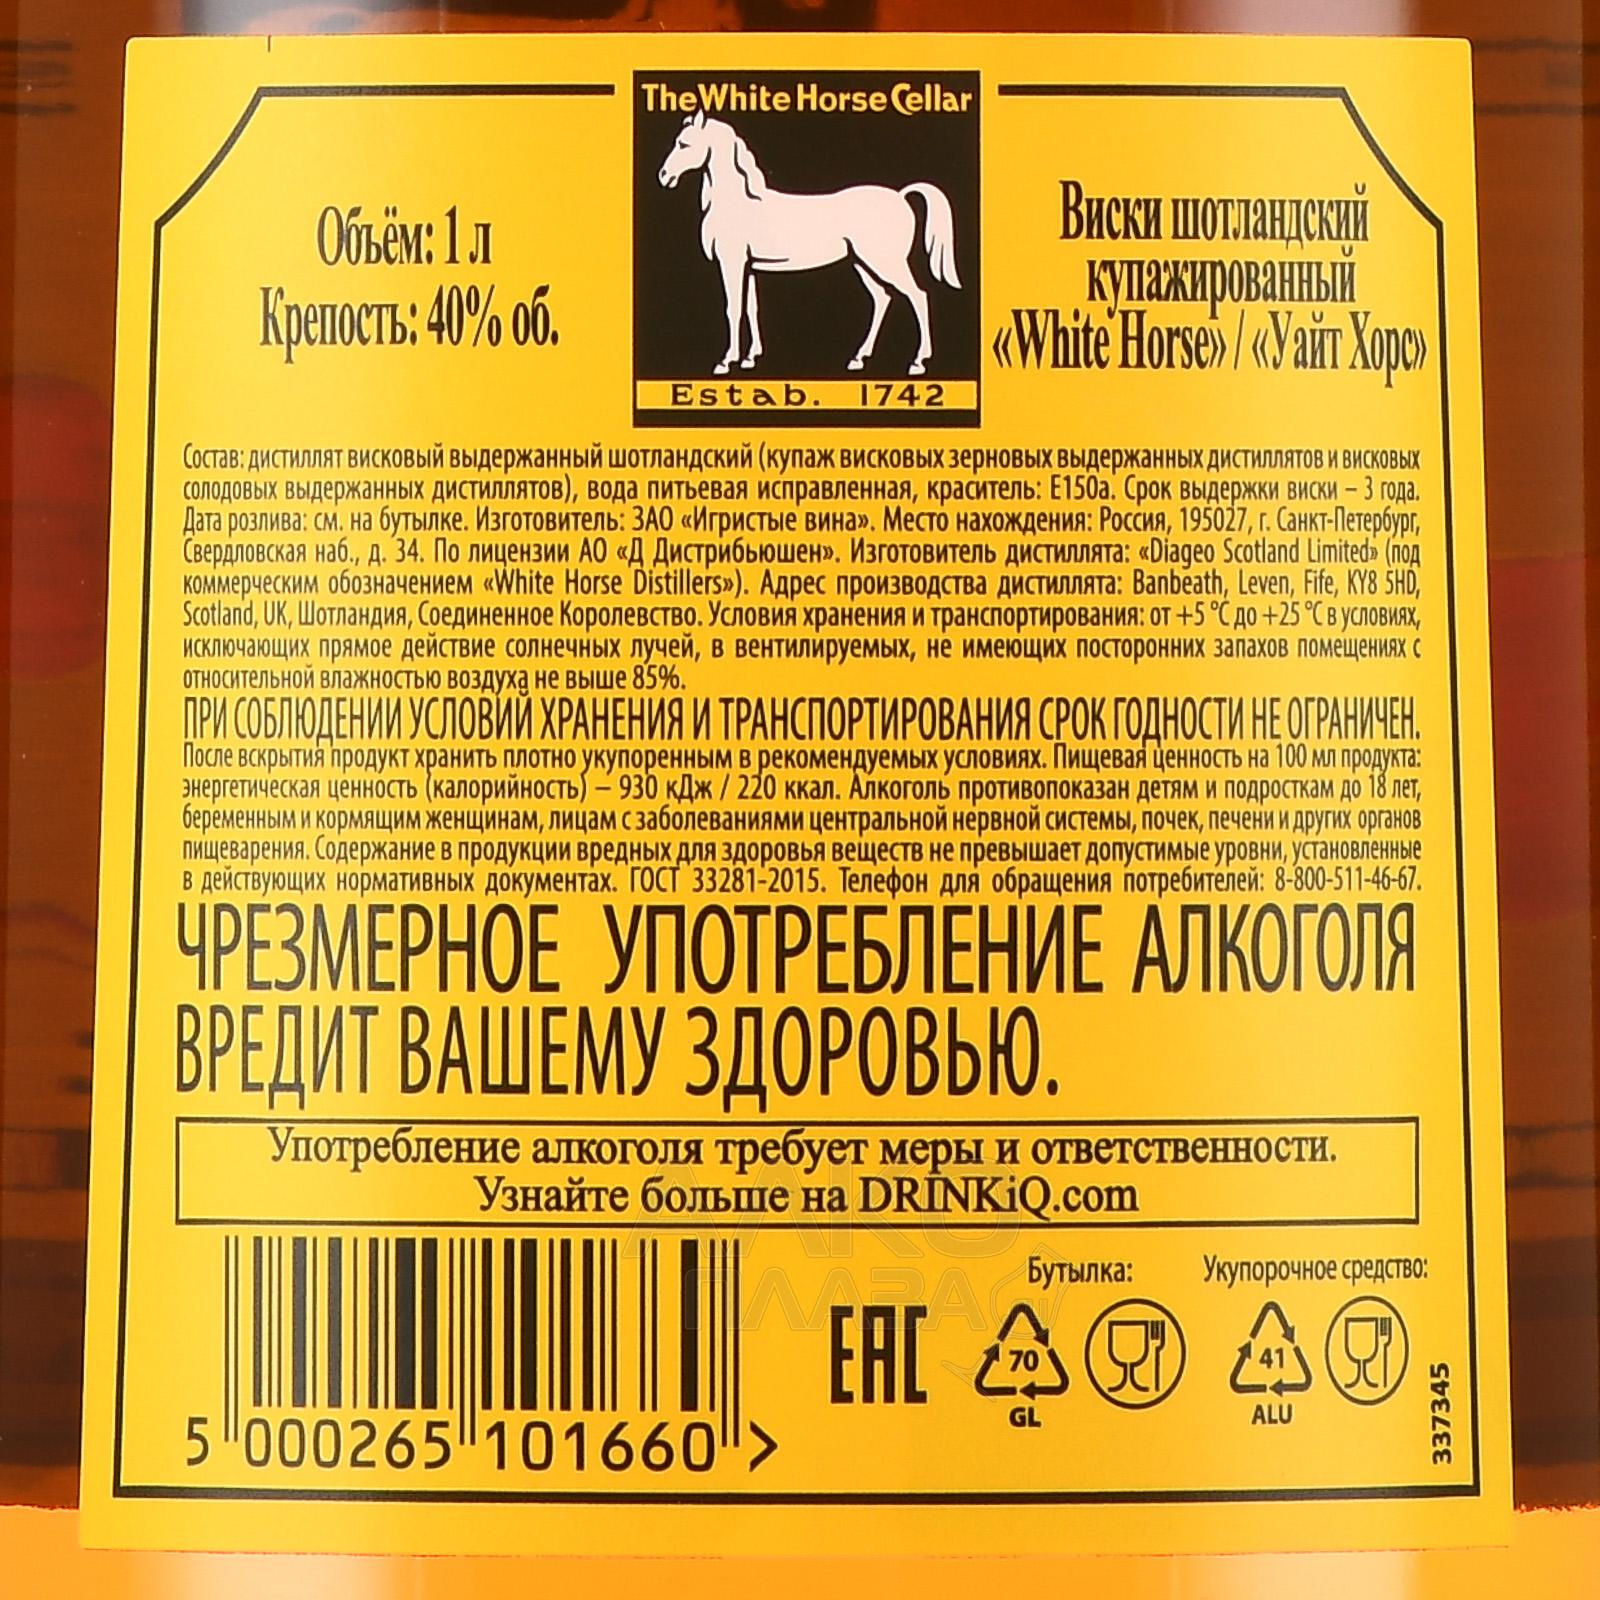 The White Horse Cellar
Estab. 1742
Объём: 1 л
Крепость: 40% об.
Виски шотландский
купажированный
«White Horse» / «Уайт Хорс»
Состав: дистиллят висковый выдержанный шотландский (купаж висковых зерновых выдержанных дистиллятов и висковых
солодовых выдержанных дистиллятов), вода питьевая исправленная, краситель: Е150а. Срок выдержки виски – 3 года.
Дата розлива: см. на бутылке. Изготовитель: ЗАО «Игристые вина». Место нахождения: Россия, 195027, г. Санкт-Петербург,
Свердловская наб., д. 34. По лицензии АО «Д Дистрибьюшен». Изготовитель дистиллята: «Diageo Scotland Limited» (под
коммерческим обозначением «White Horse Distillers»). Адрес производства дистиллята: Banbeath, Leven, Fife, KY8 5HD,
Scotland, UK, Шотландия, Соединенное Королевство. Условия хранения и транспортирования: от +5 °С до +25 °С в условиях,
исключающих прямое действие солнечных лучей, в вентилируемых, не имеющих посторонних запахов помещениях с
относительной влажностью воздуха не выше 85%.
ПРИ СОБЛЮДЕНИИ УСЛОВИЙ ХРАНЕНИЯ И ТРАНСПОРТИРОВАНИЯ СРОК ГОДНОСТИ НЕ ОГРАНИЧЕН.
После вскрытия продукт хранить плотно укупоренным в рекомендуемых условиях. Пищевая ценность на 100 мл продукта:
энергетическая ценность (калорийность) – 930 кДж / 220 ккал. Алкоголь противопоказан детям и подросткам до 18 лет,
беременным и кормящим женщинам, лицам с заболеваниями центральной нервной системы, почек, печени и других органов
пищеварения. Содержание в продукции вредных для здоровья веществ не превышает допустимые уровни, установленные
в действующих нормативных документах. ГОСТ 33281-2015. Телефон для обращения потребителей: 8-800-511-46-67.
ЧРЕЗМЕРНОЕ УПОТРЕБЛЕНИЕ АЛКОГОЛЯ
ВРЕДИТ ВАШЕМУ ЗДОРОВЬЮ.
Употребление алкоголя требует меры и ответственности.
Узнайте больше на DRINKiQ.com
АЛКО
ПЛАЗА
RU
Бутылка:
Укупорочное средство:
EAC
70
GL
41
ALU
337345
5 000265 101660 >